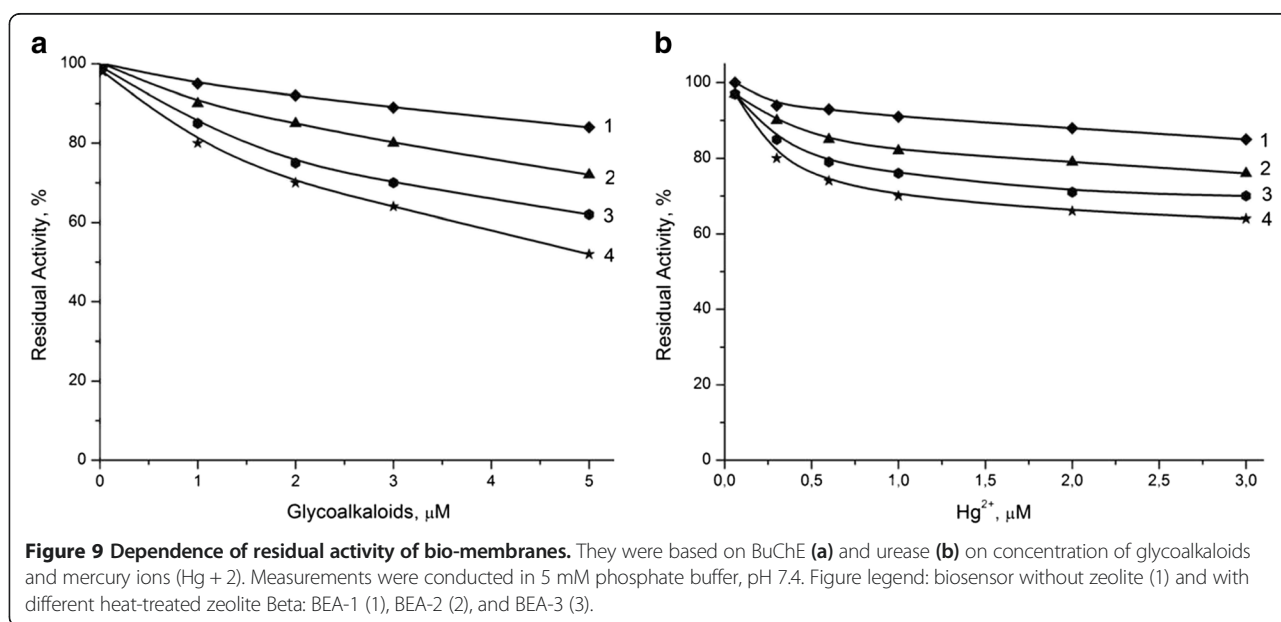 a
100
80
60
40
20
0
Residual Activity, %
0 1 2 3 4 5
Glycoalkaloids, μM
1
2
3
4
b
100
80
60
40
20
0
Residual Activity, %
0,0 0,5 1,0 1,5 2,0 2,5 3,0
Hg2+, μM
1
2
3
4
Figure 9 Dependence of residual activity of bio-membranes. They were based on BuChE (a) and urease (b) on concentration of glycoalkaloids
and mercury ions (Hg + 2). Measurements were conducted in 5 mM phosphate buffer, pH 7.4. Figure legend: biosensor without zeolite (1) and with
different heat-treated zeolite Beta: BEA-1 (1), BEA-2 (2), and BEA-3 (3).